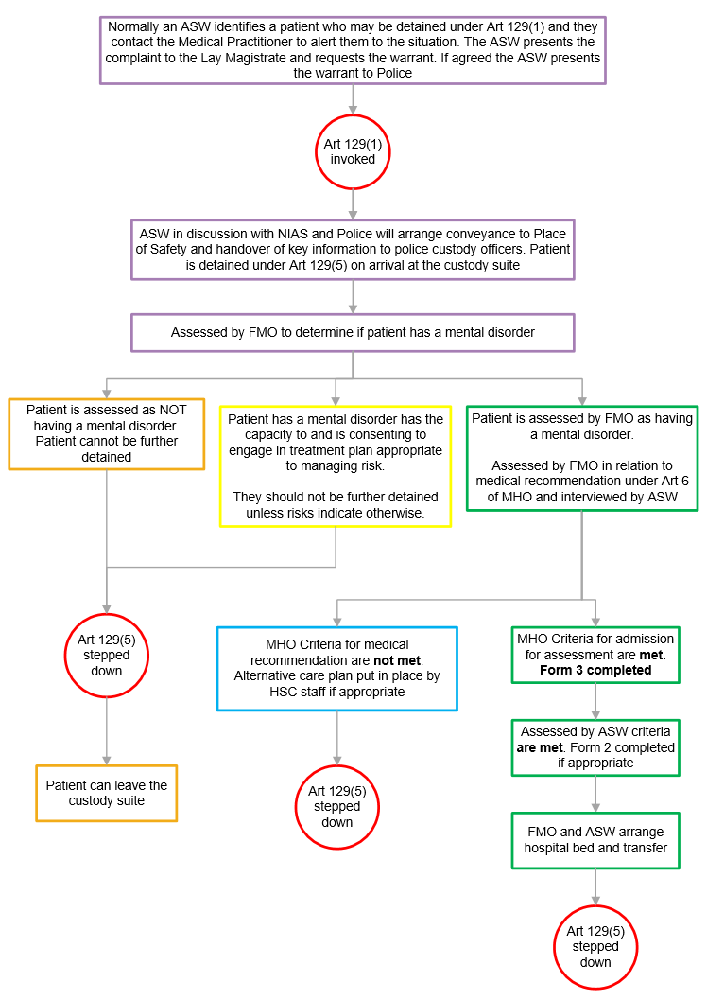 Normally an ASW identifies a patient who may be detained under Art 129(1) and they
contact the Medical Practitioner to alert them to the situation. The ASW presents the
complaint to the Lay Magistrate and requests the warrant. If agreed the ASW presents
the warrant to Police
Art 129(1)
invoked
ASW in discussion with NIAS and Police will arrange conveyance to Place
of Safety and handover of key information to police custody officers. Patient
is detained under Art 129(5) on arrival at the custody suite
Assessed by FMO to determine if patient has a mental disorder
Patient is assessed as NOT
having a mental disorder.
Patient cannot be further
detained
Patient has a mental disorder has the
capacity to and is consenting to
engage in treatment plan appropriate
to managing risk.
They should not be further detained
unless risks indicate otherwise.
Patient is assessed by FMO as having
a mental disorder.
Assessed by FMO in relation to
medical recommendation under Art 6
of MHO and interviewed by ASW
Art 129(5)
stepped
down
MHO Criteria for medical
recommendation are not met.
Alternative care plan put in place by
HSC staff if appropriate
MHO Criteria for admission
for assessment are met.
Form 3 completed
Assessed by ASW criteria
are met. Form 2 completed
if appropriate
Patient can leave the
custody suite
Art 129(5)
stepped
down
FMO and ASW arrange
hospital bed and transfer
Art 129(5)
stepped
down